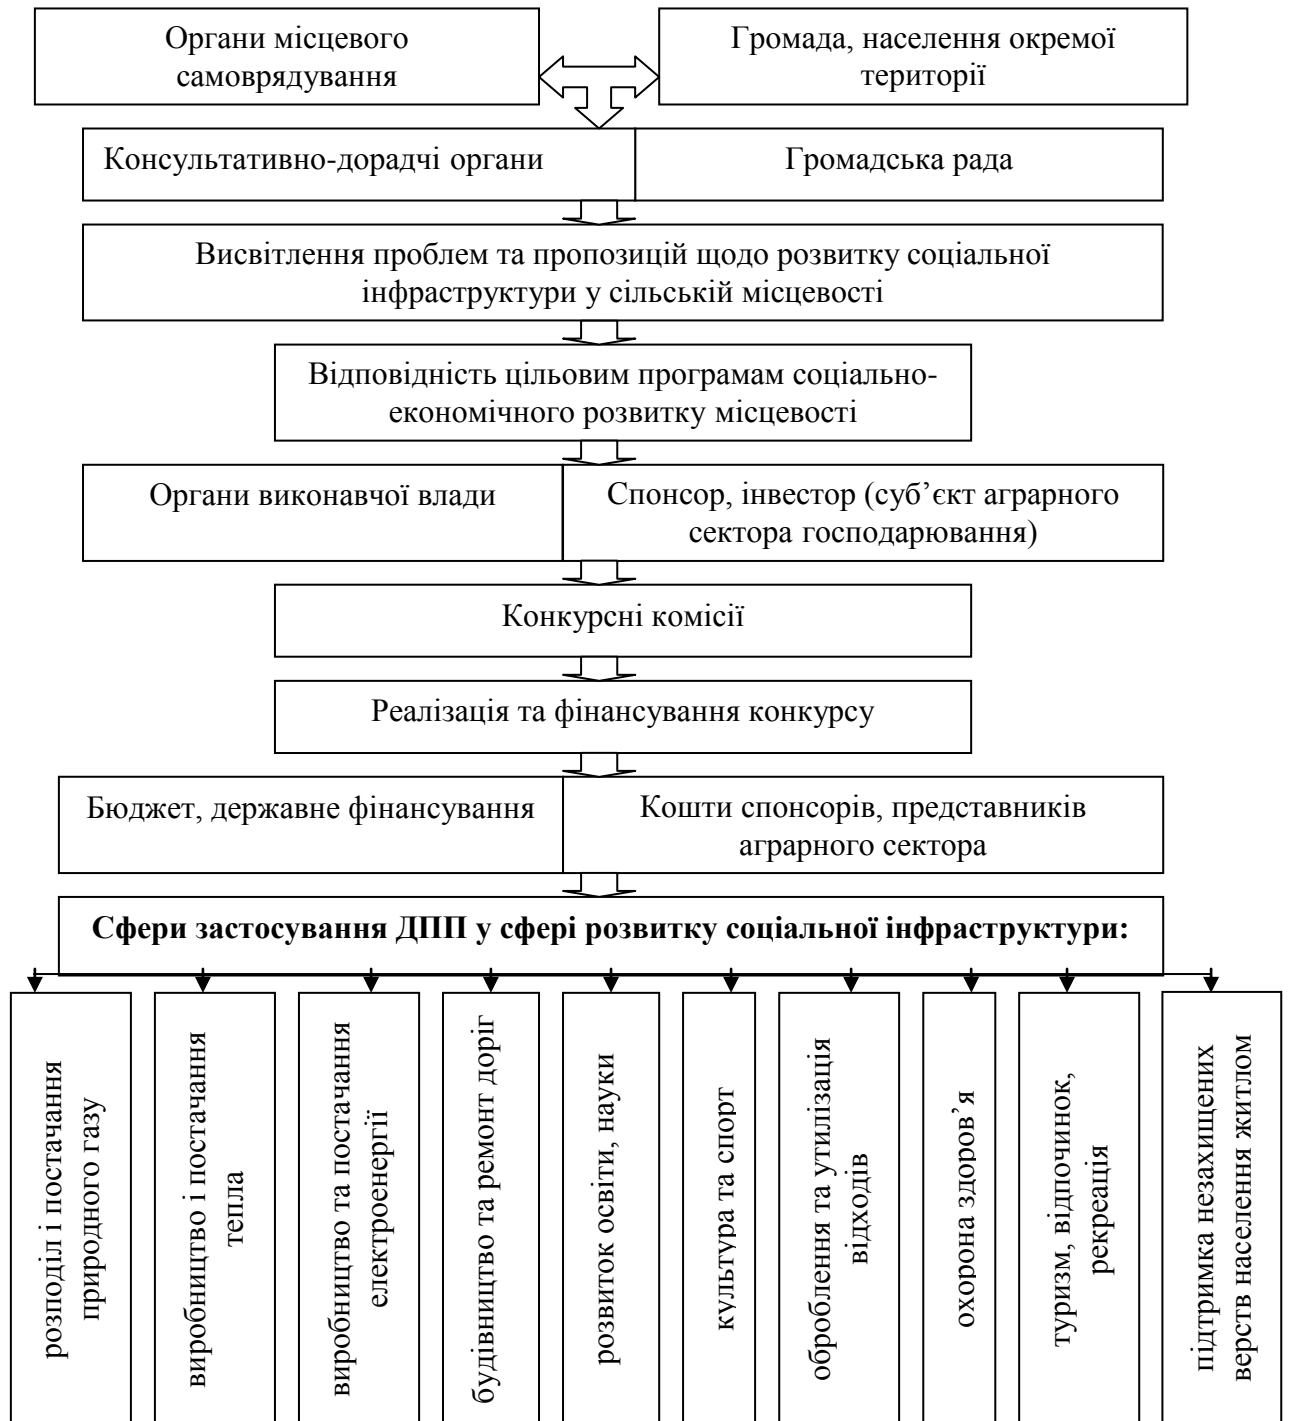 Органи місцевого
самоврядування
Громада, населення окремої
території
Консультативно-дорадчі органи
Громадська рада
Висвітлення проблем та пропозицій щодо розвитку соціальної
інфраструктури у сільській місцевості
Відповідність цільовим програмам соціально-
економічного розвитку місцевості
Органи виконавчої влади
Спонсор, інвестор (суб’єкт аграрного
сектора господарювання)
Конкурсні комісії
Реалізація та фінансування конкурсу
Бюджет, державне фінансування
Кошти спонсорів, представників
аграрного сектора
Сфери застосування ДПП у сфері розвитку соціальної інфраструктури:
розподіл і постачання
природного газу
виробництво і постачання
тепла
виробництво та постачання
електроенергії
будівництво та ремонт доріг
розвиток освіти, науки
культура та спорт
оброблення та утилізація
відходів
охорона здоров’я
туризм, відпочинок,
рекреація
підтримка незахищених
верств населення житлом